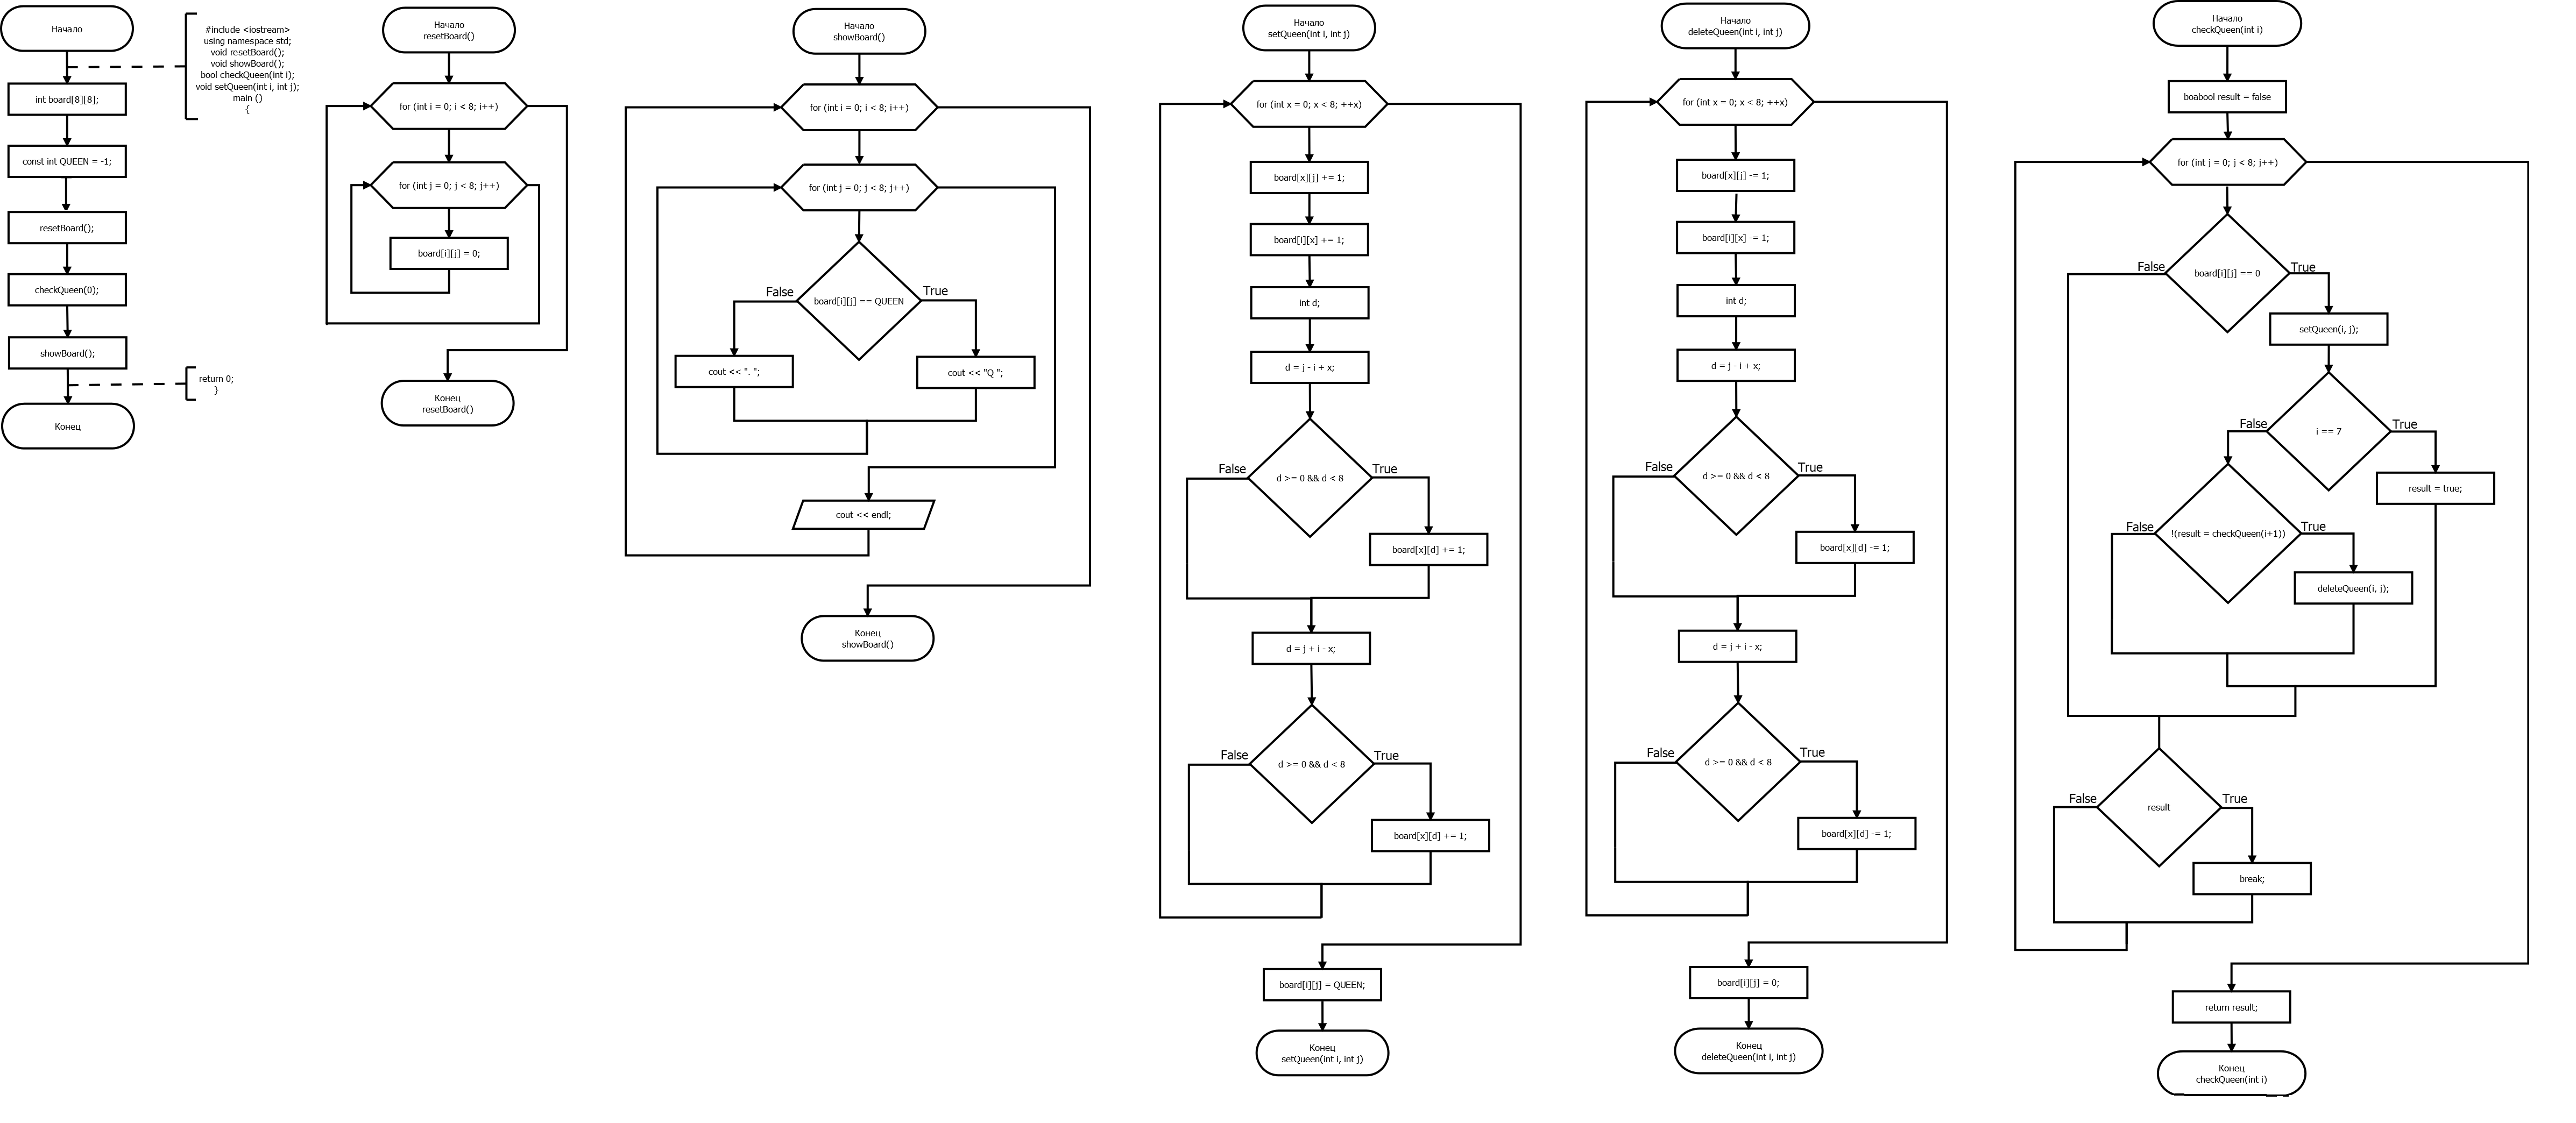 Начало
#include <iostream>
using namespace std;
void resetBoard();
void showBoard();
bool checkQueen(int i);
void setQueen(int i, int j);
main ()
{
int board[8][8];
const int QUEEN = -1;
resetBoard();
checkQueen(0);
showBoard();
return 0;
}
Конец
Начало
resetBoard()
for (int i = 0; i < 8; i++)
for (int j = 0; j < 8; j++)
board[i][j] = 0;
Конец
resetBoard()
Начало
showBoard()
for (int i = 0; i < 8; i++)
for (int j = 0; j < 8; j++)
board[i][j] == QUEEN
False
True
cout << ". ";
cout << "Q ";
cout << endl;
Конец
showBoard()
Начало
setQueen(int i, int j)
for (int x = 0; x < 8; ++x)
board[x][j] += 1;
board[i][x] += 1;
int d;
d = j - i + x;
False
True
d >= 0 && d < 8
board[x][d] += 1;
d = j + i - x;
False
True
d >= 0 && d < 8
board[x][d] += 1;
board[i][j] = QUEEN;
Конец
setQueen(int i, int j)
Начало
deleteQueen(int i, int j)
for (int x = 0; x < 8; ++x)
board[x][j] -= 1;
board[i][x] -= 1;
int d;
d = j - i + x;
False
True
d >= 0 && d < 8
board[x][d] -= 1;
d = j + i - x;
False
True
d >= 0 && d < 8
board[x][d] -= 1;
board[i][j] = 0;
Конец
deleteQueen(int i, int j)
Начало
checkQueen(int i)
boabool result = false
for (int j = 0; j < 8; j++)
False
True
board[i][j] == 0
setQueen(i, j);
False
True
i == 7
result = true;
False
True
!(result = checkQueen(i+1))
deleteQueen(i, j);
False
True
result
break;
return result;
Конец
checkQueen(int i)